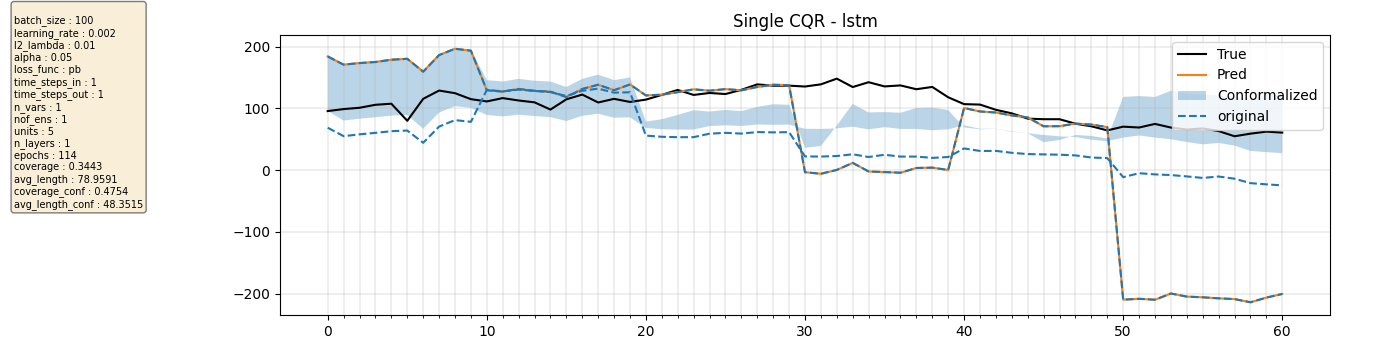 batch_size : 100
learning_rate : 0.002
l2_lambda : 0.01
alpha : 0.05
loss_func : pb
time_steps_in : 1
time_steps_out : 1
n_vars : 1
nof_ens : 1
units : 5
n_layers : 1
epochs : 114
coverage : 0.3443
avg_length : 78.9591
coverage_conf : 0.4754
avg_length_conf : 48.3515
Single CQR - lstm
200
100
0
−100
−200
0 10 20 30 40 50 60
True
Pred
Conformalized
original